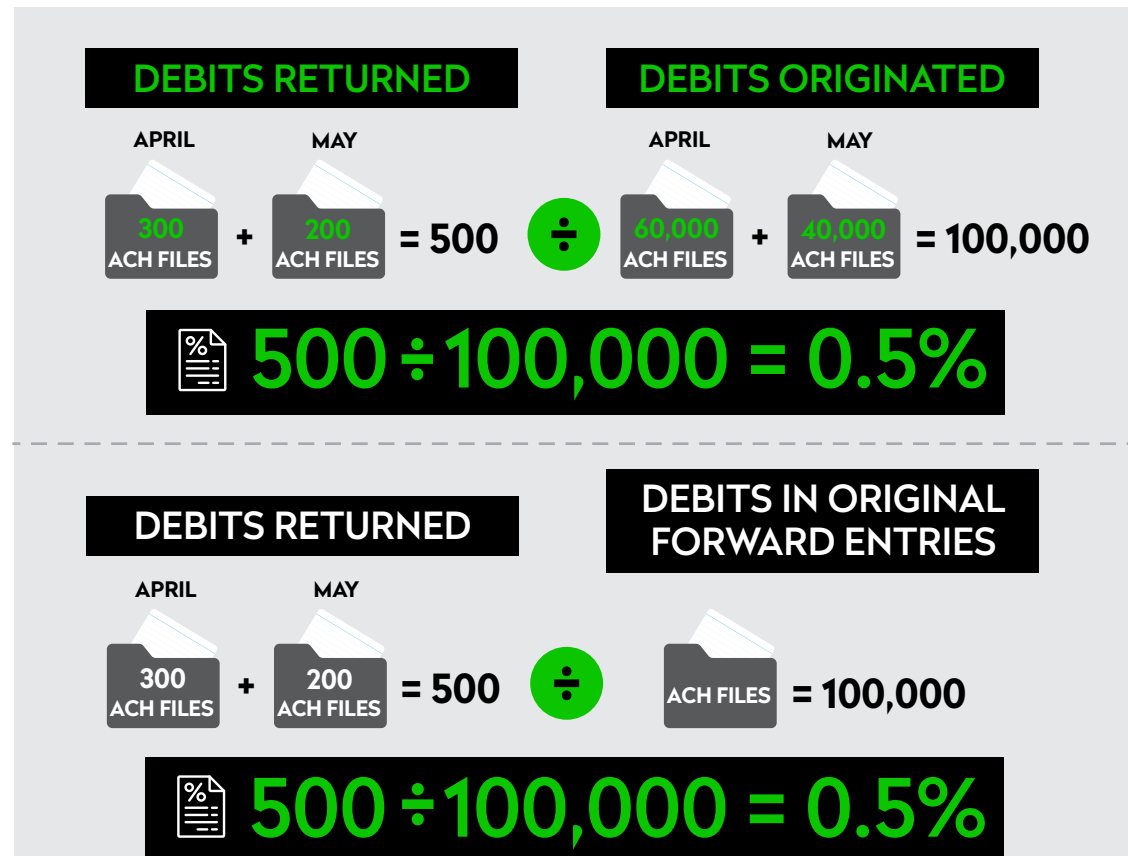 DEBITS RETURNED
DEBITS ORIGINATED
APRIL MAY APRIL MAY
300 + 200 = 500 ÷ 60,000 + 40,000 = 100,000
ACH FILES ACH FILES ACH FILES ACH FILES
% 500 ÷ 100,000 = 0.5%
DEBITS RETURNED
DEBITS IN ORIGINAL
FORWARD ENTRIES
APRIL MAY
300 + 200 = 500 ÷ ACH FILES = 100,000
ACH FILES ACH FILES
% 500 ÷ 100,000 = 0.5%